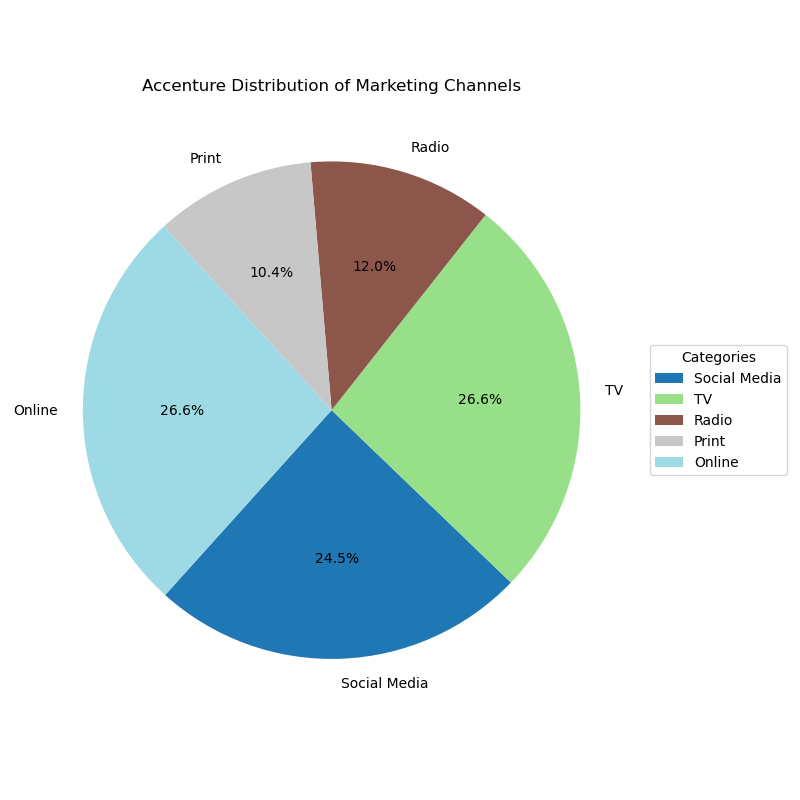 Accenture Distribution of Marketing Channels
Radio
Print
12.0%
10.4%
TV
26.6%
Online
26.6%
24.5%
Social Media
Categories
Social Media
TV
Radio
Print
Online